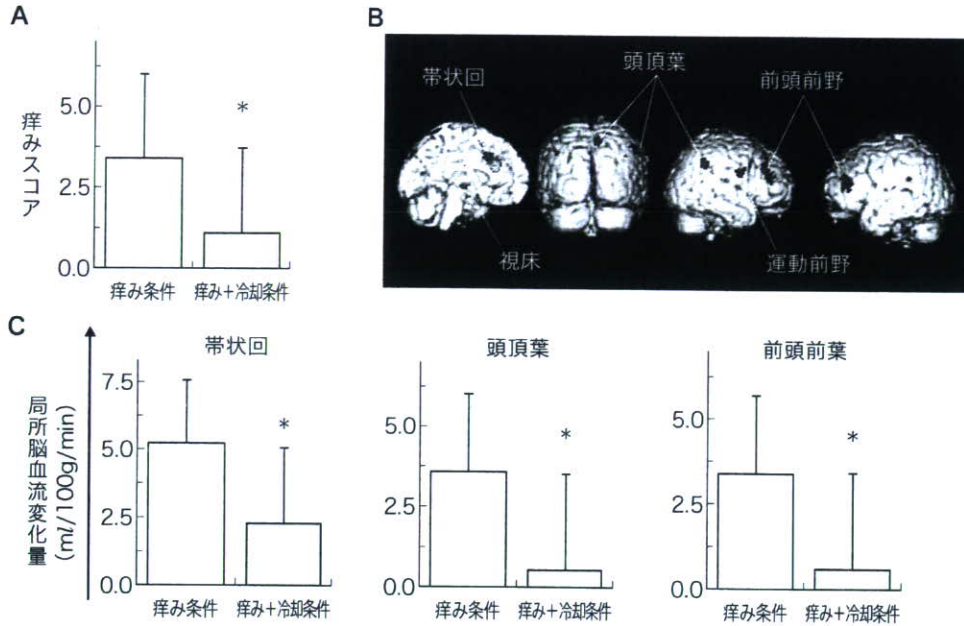 A
痒みスコア
5.0
2.5
0.0
痒み条件
痒み+冷却条件
*
B
帯状回
頭頂葉
前頭前野
視床
運動前野
C
局所脳血流変化量
(ml/100g/min)
帯状回
7.5
5.0
2.5
0.0
*
痒み条件
痒み+冷却条件
頭頂葉
5.0
2.5
0.0
*
痒み条件
痒み+冷却条件
前頭前葉
5.0
2.5
0.0
*
痒み条件
痒み+冷却条件